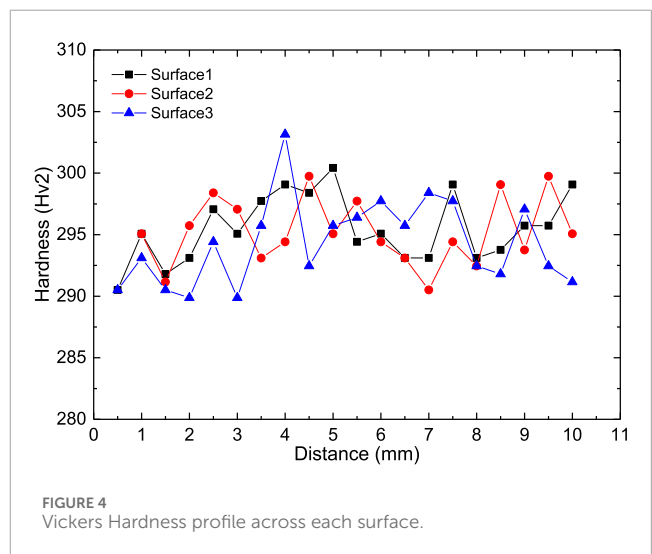 310
305
300
295
290
285
280
Hardness (Hv2)
Surface1
Surface2
Surface3
0 1 2 3 4 5 6 7 8 9 10 11
Distance (mm)
FIGURE 4
Vickers Hardness profile across each surface.